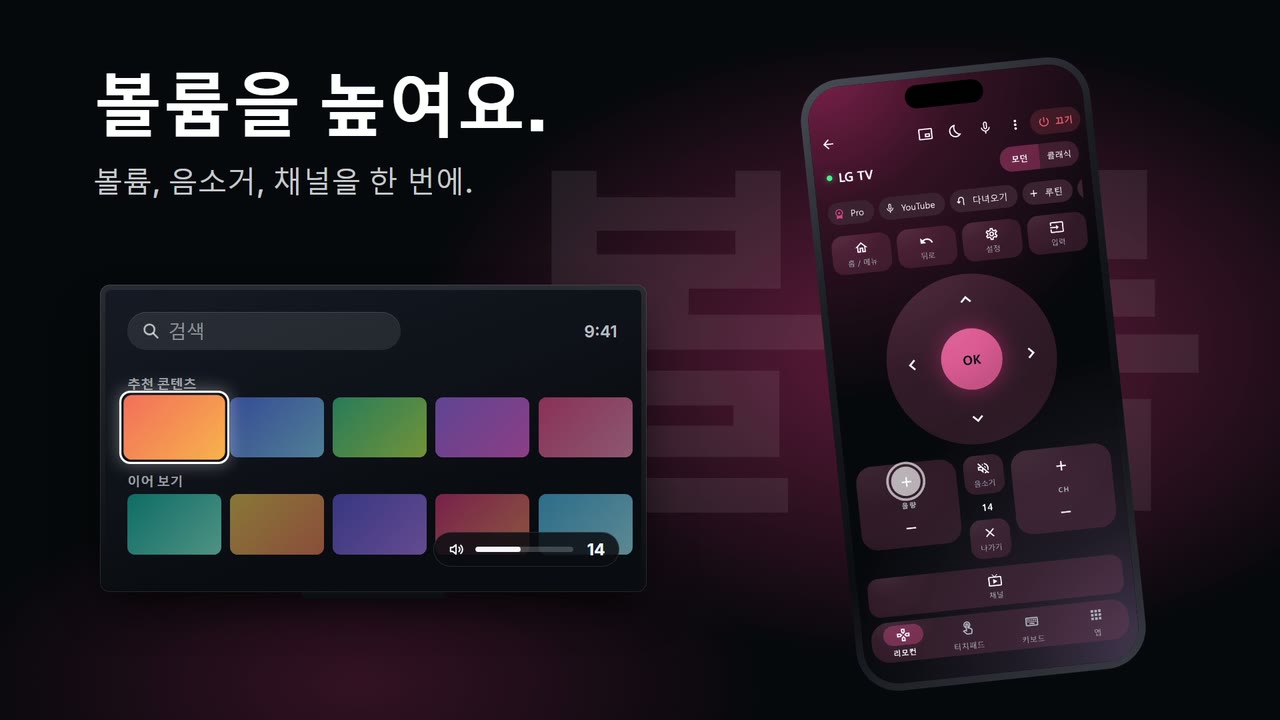 볼륨을 높여요.
볼륨, 음소거, 채널을 한 번에.
검색
9:41
추천 콘텐츠
이어 보기
14
끄기
LG TV
모던
클래식
Pro
YouTube
다녀오기
루틴
홈 / 메뉴
뒤로
설정
입력
OK
음소거
음량
14
CH
나가기
채널
리모컨
터치패드
키보드
앱